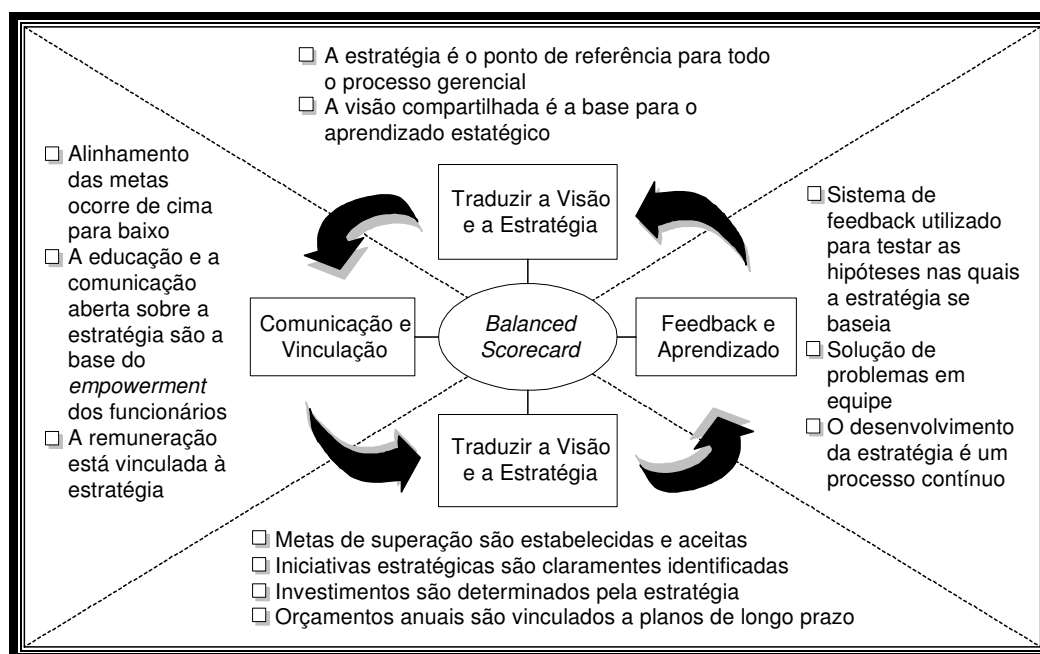 A estratégia é o ponto de referência para todo
o processo gerencial
A visão compartilhada é a base para o
aprendizado estatégico
Alinhamento
das metas
ocorre de cima
para baixo
A educação e a
comunicação
aberta sobre a
estratégia são a
base do
empowerment
dos funcionários
A remuneração
está vinculada à
estratégia
Traduzir a Visão
e a Estratégia
Comunicação e
Vinculação
Balanced
Scorecard
Feedback e
Aprendizado
Traduzir a Visão
e a Estratégia
Sistema de
feedback utilizado
para testar as
hipóteses nas quais
a estratégia se
baseia
Solução de
problemas em
equipe
O desenvolvimento
da estratégia é um
processo contínuo
Metas de superação são estabelecidas e aceitas
Iniciativas estratégicas são claramentes identificadas
Investimentos são determinados pela estratégia
Orçamentos anuais são vinculados a planos de longo prazo